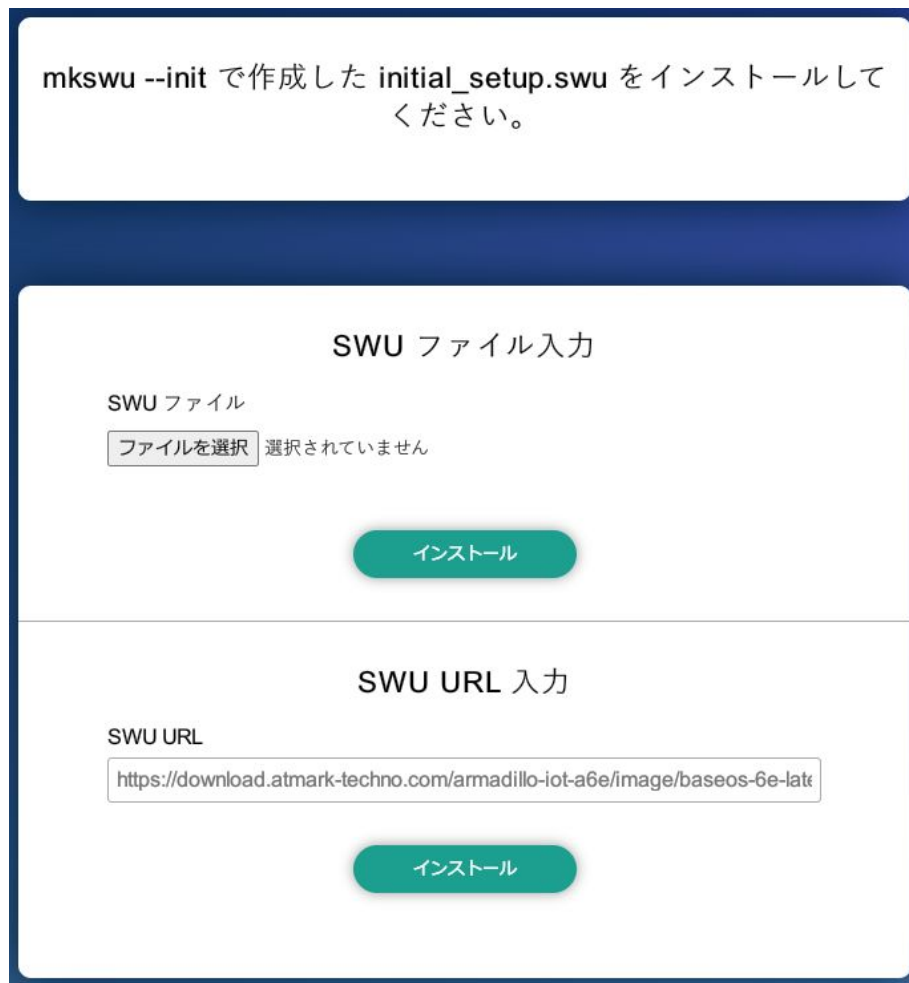 mkswu --init で作成した initial_setup.swu をインストールして
ください。
SWU ファイル入力
SWU ファイル
ファイルを選択 選択されていません
インストール
SWU URL 入力
SWU URL
https://download.atmark-techno.com/armadillo-iot-a6e/image/baseos-6e-late
インストール